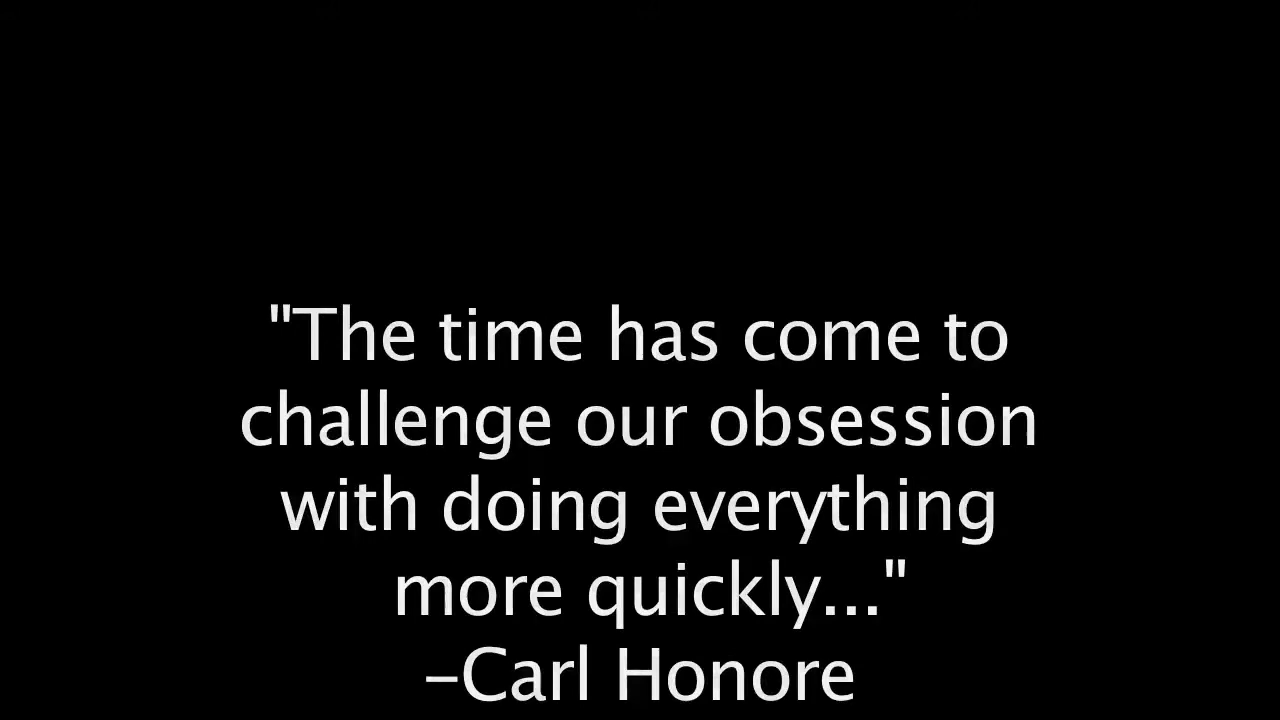 "The time has come to
challenge our obsession
with doing everything
more quickly..."
–Carl Honore